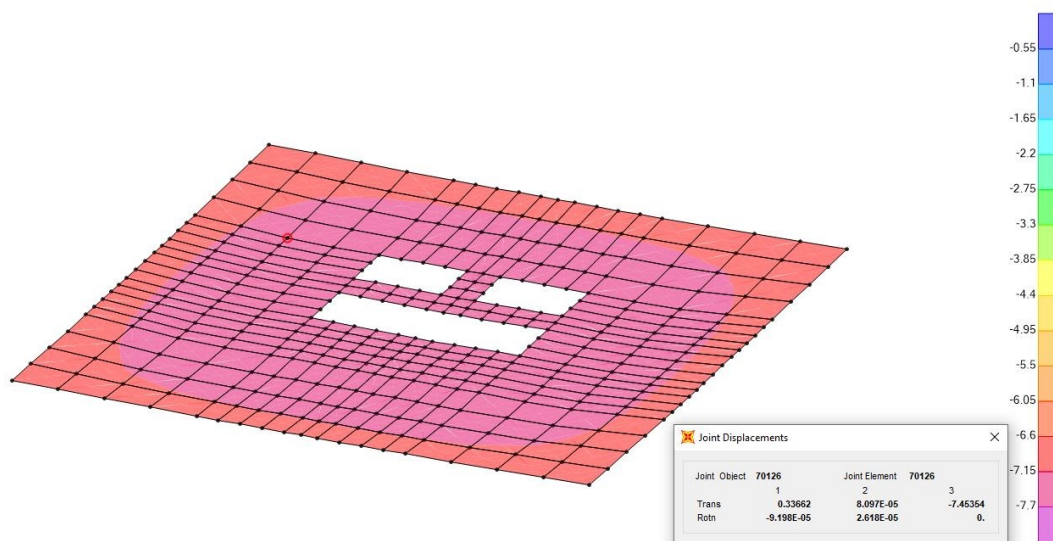 -0.55
-1.1
-1.65
-2.2
-2.75
-3.3
-3.85
-4.4
-4.95
-5.5
-6.05
-6.6
-7.15
-7.7
Joint Displacements
Joint Object 70126 Joint Element 70126
1 2 3
Trans 0.33662 8.097E-05 -7.45354
Rotn -9.198E-05 2.618E-05 0.